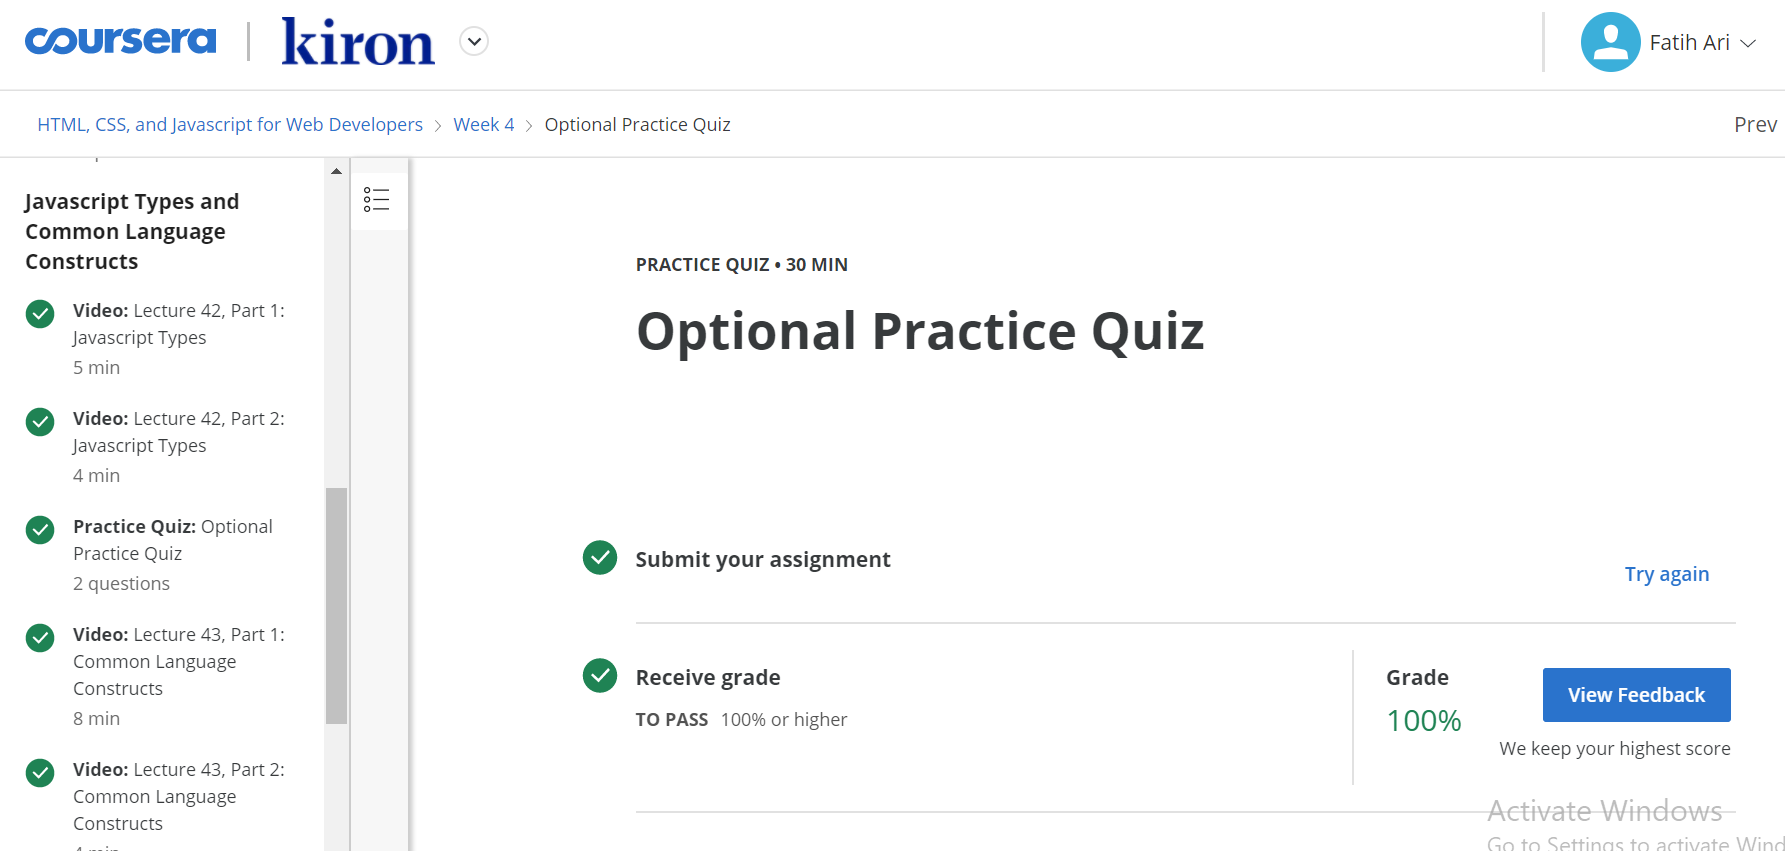 coursera
kiron
Fatih Ari
HTML, CSS, and Javascript for Web Developers > Week 4 > Optional Practice Quiz
Prev
Javascript Types and
Common Language
Constructs
Video: Lecture 42, Part 1:
Javascript Types
5 min
Video: Lecture 42, Part 2:
Javascript Types
4 min
Practice Quiz: Optional
Practice Quiz
2 questions
Video: Lecture 43, Part 1:
Common Language
Constructs
8 min
Video: Lecture 43, Part 2:
Common Language
Constructs
4 min
PRACTICE QUIZ • 30 MIN
Optional Practice Quiz
Submit your assignment
Try again
Receive grade
TO PASS 100% or higher
Grade
100%
View Feedback
We keep your highest score
Activate Windows
Go to Settings to activate Wind